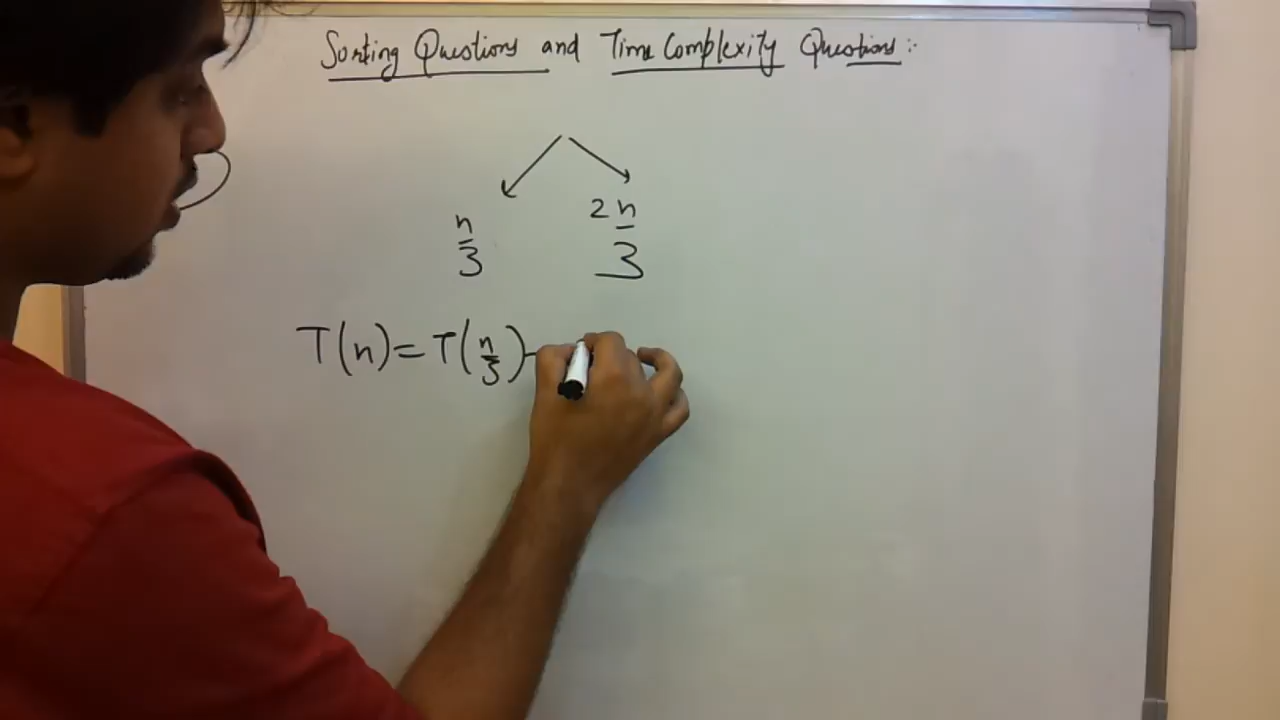 Sorting Questions and Time Complexity Questions:
n/3 2n/3
T(n) = T(n/3)